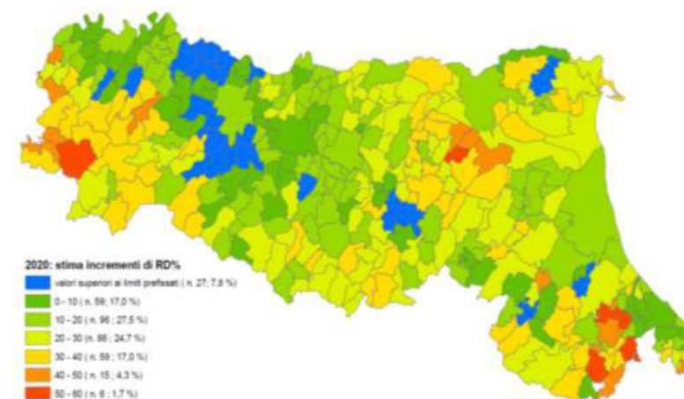 2020: stima incrementi di RD%
valori superiori ai limiti prefissati ( n. 27; 7,8 %)
0 - 10 ( n. 59; 17,0 %)
10 - 20 ( n. 96 ; 27,5 %)
20 - 30 (n. 86 ; 24,7 %)
30 - 40 ( n. 59 ; 17,0 %)
40 - 50 ( n. 15 ; 4,3 %)
50 - 60 ( n. 6 ; 1,7 %)